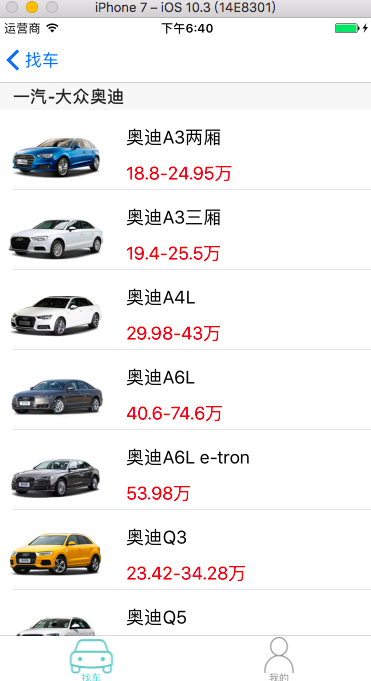 iPhone 7 – iOS 10.3 (14E8301)
运营商 下午6:40
找车
一汽-大众奥迪
奥迪A3两厢
18.8-24.95万
奥迪A3三厢
19.4-25.5万
奥迪A4L
29.98-43万
奥迪A6L
40.6-74.6万
奥迪A6L e-tron
53.98万
奥迪Q3
23.42-34.28万
奥迪Q5
找车 我的